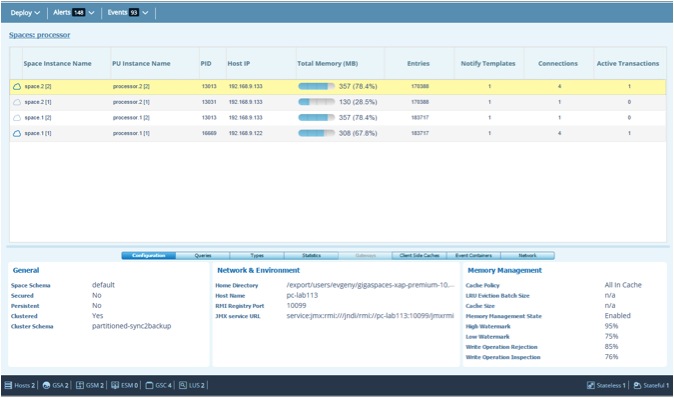 Deploy Alerts 148 Events 93
Spaces: processor
Space Instance Name PU Instance Name PID Host IP Total Memory (MB) Entries Notify Templates Connections Active Transactions
space.2 [2] processor.2 [2] 13013 192.168.9.133 357 (78.4%) 178388 1 4 1
space.2 [1] processor.2 [1] 13031 192.168.9.133 130 (28.5%) 178388 1 1 0
space.1 [2] processor.1 [2] 13013 192.168.9.133 357 (78.4%) 183717 1 1 0
space.1 [1] processor.1 [1] 16669 192.168.9.122 308 (67.8%) 183717 1 4 1
Configuration Queries Types Statistics Gateways Client Side Caches Event Containers Network
General
Space Schema default
Secured No
Persistent No
Clustered Yes
Cluster Schema partitioned-sync2backup
Network & Environment
Home Directory /export/users/evgeny/gigaspaces-xap-premium-10...
Host Name pc-lab113
RMI Registry Port 10099
JMX service URL service:jmx:rmi:///jndi/rmi://pc-lab113:10099/jmxrmi
Memory Management
Cache Policy All In Cache
LRU Eviction Batch Size n/a
Cache Size n/a
Memory Management State Enabled
High Watermark 95%
Low Watermark 75%
Write Operation Rejection 85%
Write Operation Inspection 76%
Hosts 2 GSA 2 GSM 2 ESM 0 GSC 4 LUS 2 Stateless 1 Stateful 1